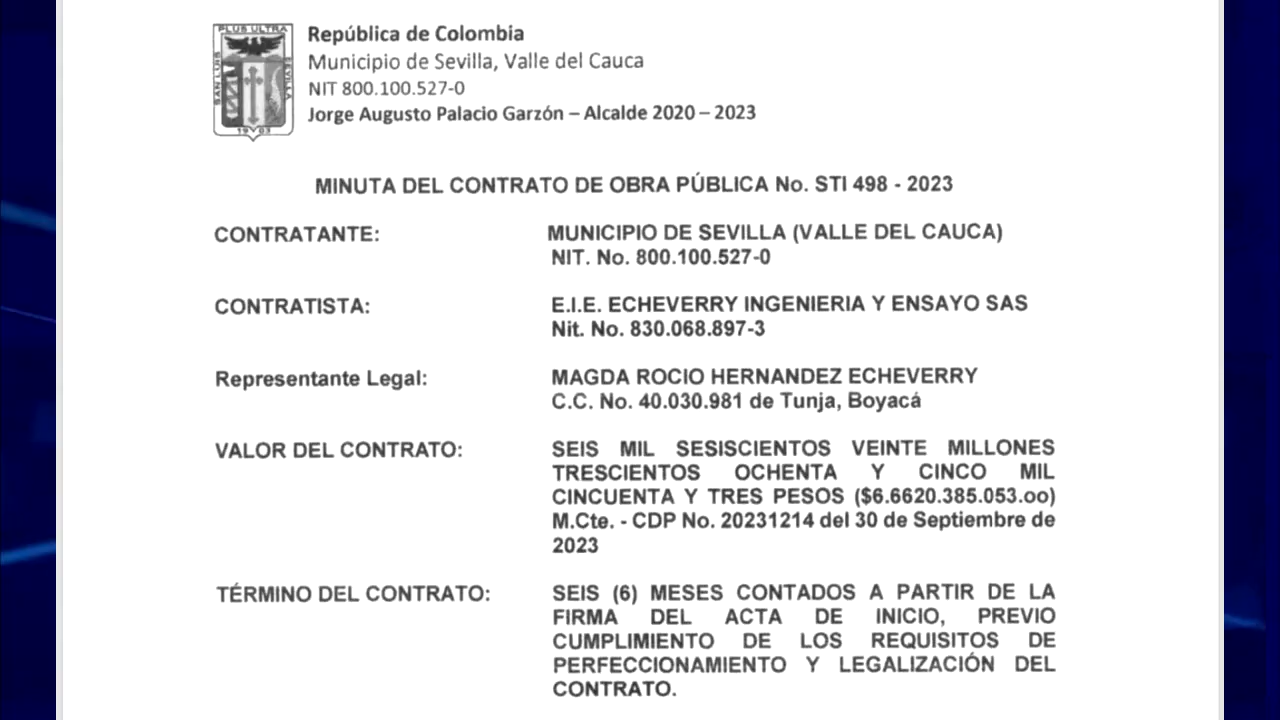 PLUS ULTRA
SAN LUIS
SEVILLA
1903
República de Colombia
Municipio de Sevilla, Valle del Cauca
NIT 800.100.527-0
Jorge Augusto Palacio Garzón – Alcalde 2020 – 2023
MINUTA DEL CONTRATO DE OBRA PÚBLICA No. STI 498 - 2023
CONTRATANTE: MUNICIPIO DE SEVILLA (VALLE DEL CAUCA)
NIT. No. 800.100.527-0
CONTRATISTA: E.I.E. ECHEVERRY INGENIERIA Y ENSAYO SAS
Nit. No. 830.068.897-3
Representante Legal: MAGDA ROCIO HERNANDEZ ECHEVERRY
C.C. No. 40.030.981 de Tunja, Boyacá
VALOR DEL CONTRATO: SEIS MIL SESISCIENTOS VEINTE MILLONES
TRESCIENTOS OCHENTA Y CINCO MIL
CINCUENTA Y TRES PESOS ($6.6620.385.053.oo)
M.Cte. - CDP No. 20231214 del 30 de Septiembre de
2023
TÉRMINO DEL CONTRATO: SEIS (6) MESES CONTADOS A PARTIR DE LA
FIRMA DEL ACTA DE INICIO, PREVIO
CUMPLIMIENTO DE LOS REQUISITOS DE
PERFECCIONAMIENTO Y LEGALIZACIÓN DEL
CONTRATO.